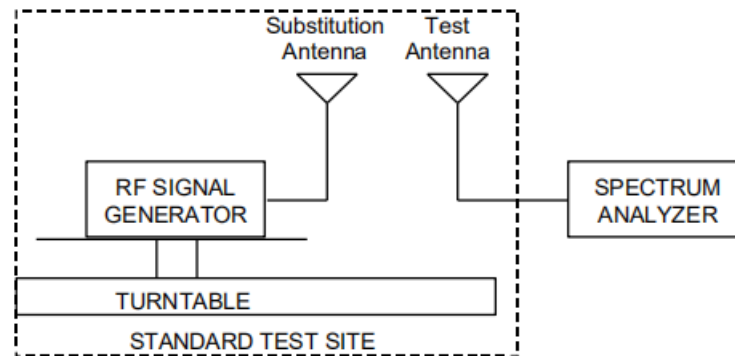 Substitution
Antenna
Test
Antenna
RF SIGNAL
GENERATOR
SPECTRUM
ANALYZER
TURNTABLE
STANDARD TEST SITE